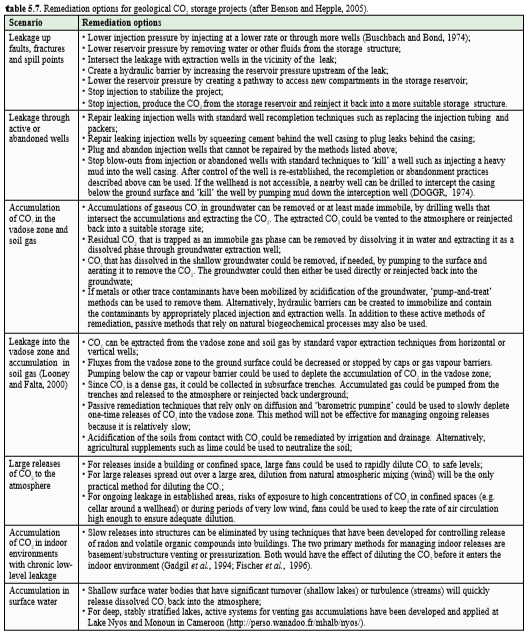 Table 5.7. Remediation options for geological CO2 storage projects (after Benson and Hepple, 2005).
Scenario Remediation options
Leakage up
faults, fractures
and spill points
• Lower injection pressure by injecting at a lower rate or through more wells (Buschbach and Bond, 1974);
• Lower reservoir pressure by removing water or other fluids from the storage structure;
• Intersect the leakage with extraction wells in the vicinity of the leak;
• Create a hydraulic barrier by increasing the reservoir pressure upstream of the leak;
• Lower the reservoir pressure by creating a pathway to access new compartments in the storage reservoir;
• Stop injection to stabilize the project;
• Stop injection, produce the CO2 from the storage reservoir and reinject it back into a more suitable storage structure.
Leakage through
active or
abandoned wells
• Repair leaking injection wells with standard well recompletion techniques such as replacing the injection tubing and
packers;
• Repair leaking injection wells by squeezing cement behind the well casing to plug leaks behind the casing;
• Plug and abandon injection wells that cannot be repaired by the methods listed above;
• Stop blow-outs from injection or abandoned wells with standard techniques to 'kill' a well such as injecting a heavy
mud into the well casing. After control of the well is re-established, the recompletion or abandonment practices
described above can be used. If the wellhead is not accessible, a nearby well can be drilled to intercept the casing
below the ground surface and 'kill' the well by pumping mud down the interception well (DOGGR, 1974).
Accumulation
of CO2 in the
vadose zone and
soil gas
• Accumulations of gaseous CO2 in groundwater can be removed or at least made immobile, by drilling wells that
intersect the accumulations and extracting the CO2. The extracted CO2 could be vented to the atmosphere or reinjected
back into a suitable storage site;
• Residual CO2 that is trapped as an immobile gas phase can be removed by dissolving it in water and extracting it as a
dissolved phase through groundwater extraction well;
• CO2 that has dissolved in the shallow groundwater could be removed, if needed, by pumping to the surface and
aerating it to remove the CO2. The groundwater could then either be used directly or reinjected back into the
groundwate;
• If metals or other trace contaminants have been mobilized by acidification of the groundwater, 'pump-and-treat'
methods can be used to remove them. Alternatively, hydraulic barriers can be created to immobilize and contain
the contaminants by appropriately placed injection and extraction wells. In addition to these active methods of
remediation, passive methods that rely on natural biogeochemical processes may also be used.
Leakage into the
vadose zone and
accumulation in
soil gas (Looney
and Falta, 2000)
• CO2 can be extracted from the vadose zone and soil gas by standard vapor extraction techniques from horizontal or
vertical wells;
• Fluxes from the vadose zone to the ground surface could be decreased or stopped by caps or gas vapour barriers.
Pumping below the cap or vapour barrier could be used to deplete the accumulation of CO2 in the vadose zone;
• Since CO2 is a dense gas, it could be collected in subsurface trenches. Accumulated gas could be pumped from the
trenches and released to the atmosphere or reinjected back underground;
• Passive remediation techniques that rely only on diffusion and 'barometric pumping' could be used to slowly deplete
one-time releases of CO2 into the vadose zone. This method will not be effective for managing ongoing releases
because it is relatively slow;
• Acidification of the soils from contact with CO2 could be remediated by irrigation and drainage. Alternatively,
agricultural supplements such as lime could be used to neutralize the soil;
Large releases
of CO2 to the
atmosphere
• For releases inside a building or confined space, large fans could be used to rapidly dilute CO2 to safe levels;
• For large releases spread out over a large area, dilution from natural atmospheric mixing (wind) will be the only
practical method for diluting the CO2;
• For ongoing leakage in established areas, risks of exposure to high concentrations of CO2 in confined spaces (e.g.
cellar around a wellhead) or during periods of very low wind, fans could be used to keep the rate of air circulation
high enough to ensure adequate dilution.
Accumulation
of CO2 in indoor
environments
with chronic low-
level leakage
• Slow releases into structures can be eliminated by using techniques that have been developed for controlling release
of radon and volatile organic compounds into buildings. The two primary methods for managing indoor releases are
basement/substructure venting or pressurization. Both would have the effect of diluting the CO2 before it enters the
indoor environment (Gadgil et al., 1994; Fischer et al., 1996).
Accumulation in
surface water
• Shallow surface water bodies that have significant turnover (shallow lakes) or turbulence (streams) will quickly
release dissolved CO2 back into the atmosphere;
• For deep, stably stratified lakes, active systems for venting gas accumulations have been developed and applied at
Lake Nyos and Monoun in Cameroon (http://perso.wanadoo.fr/mhalb/nyos/).